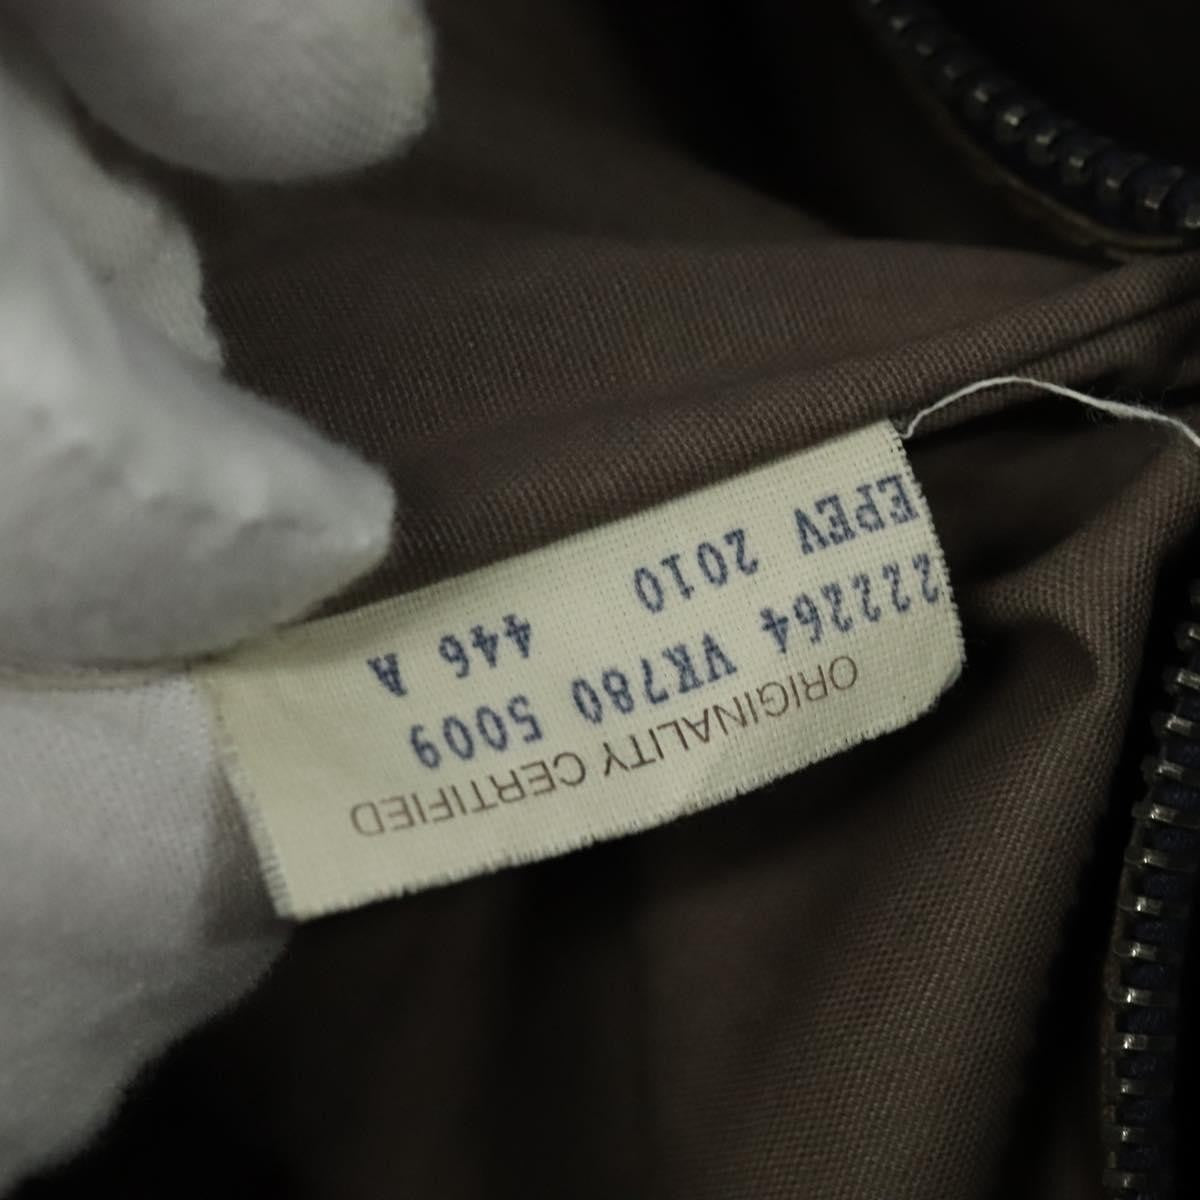 ORIGINALITY CERTIFIED
222264 VK780 5009
EPEV 2010 446 A